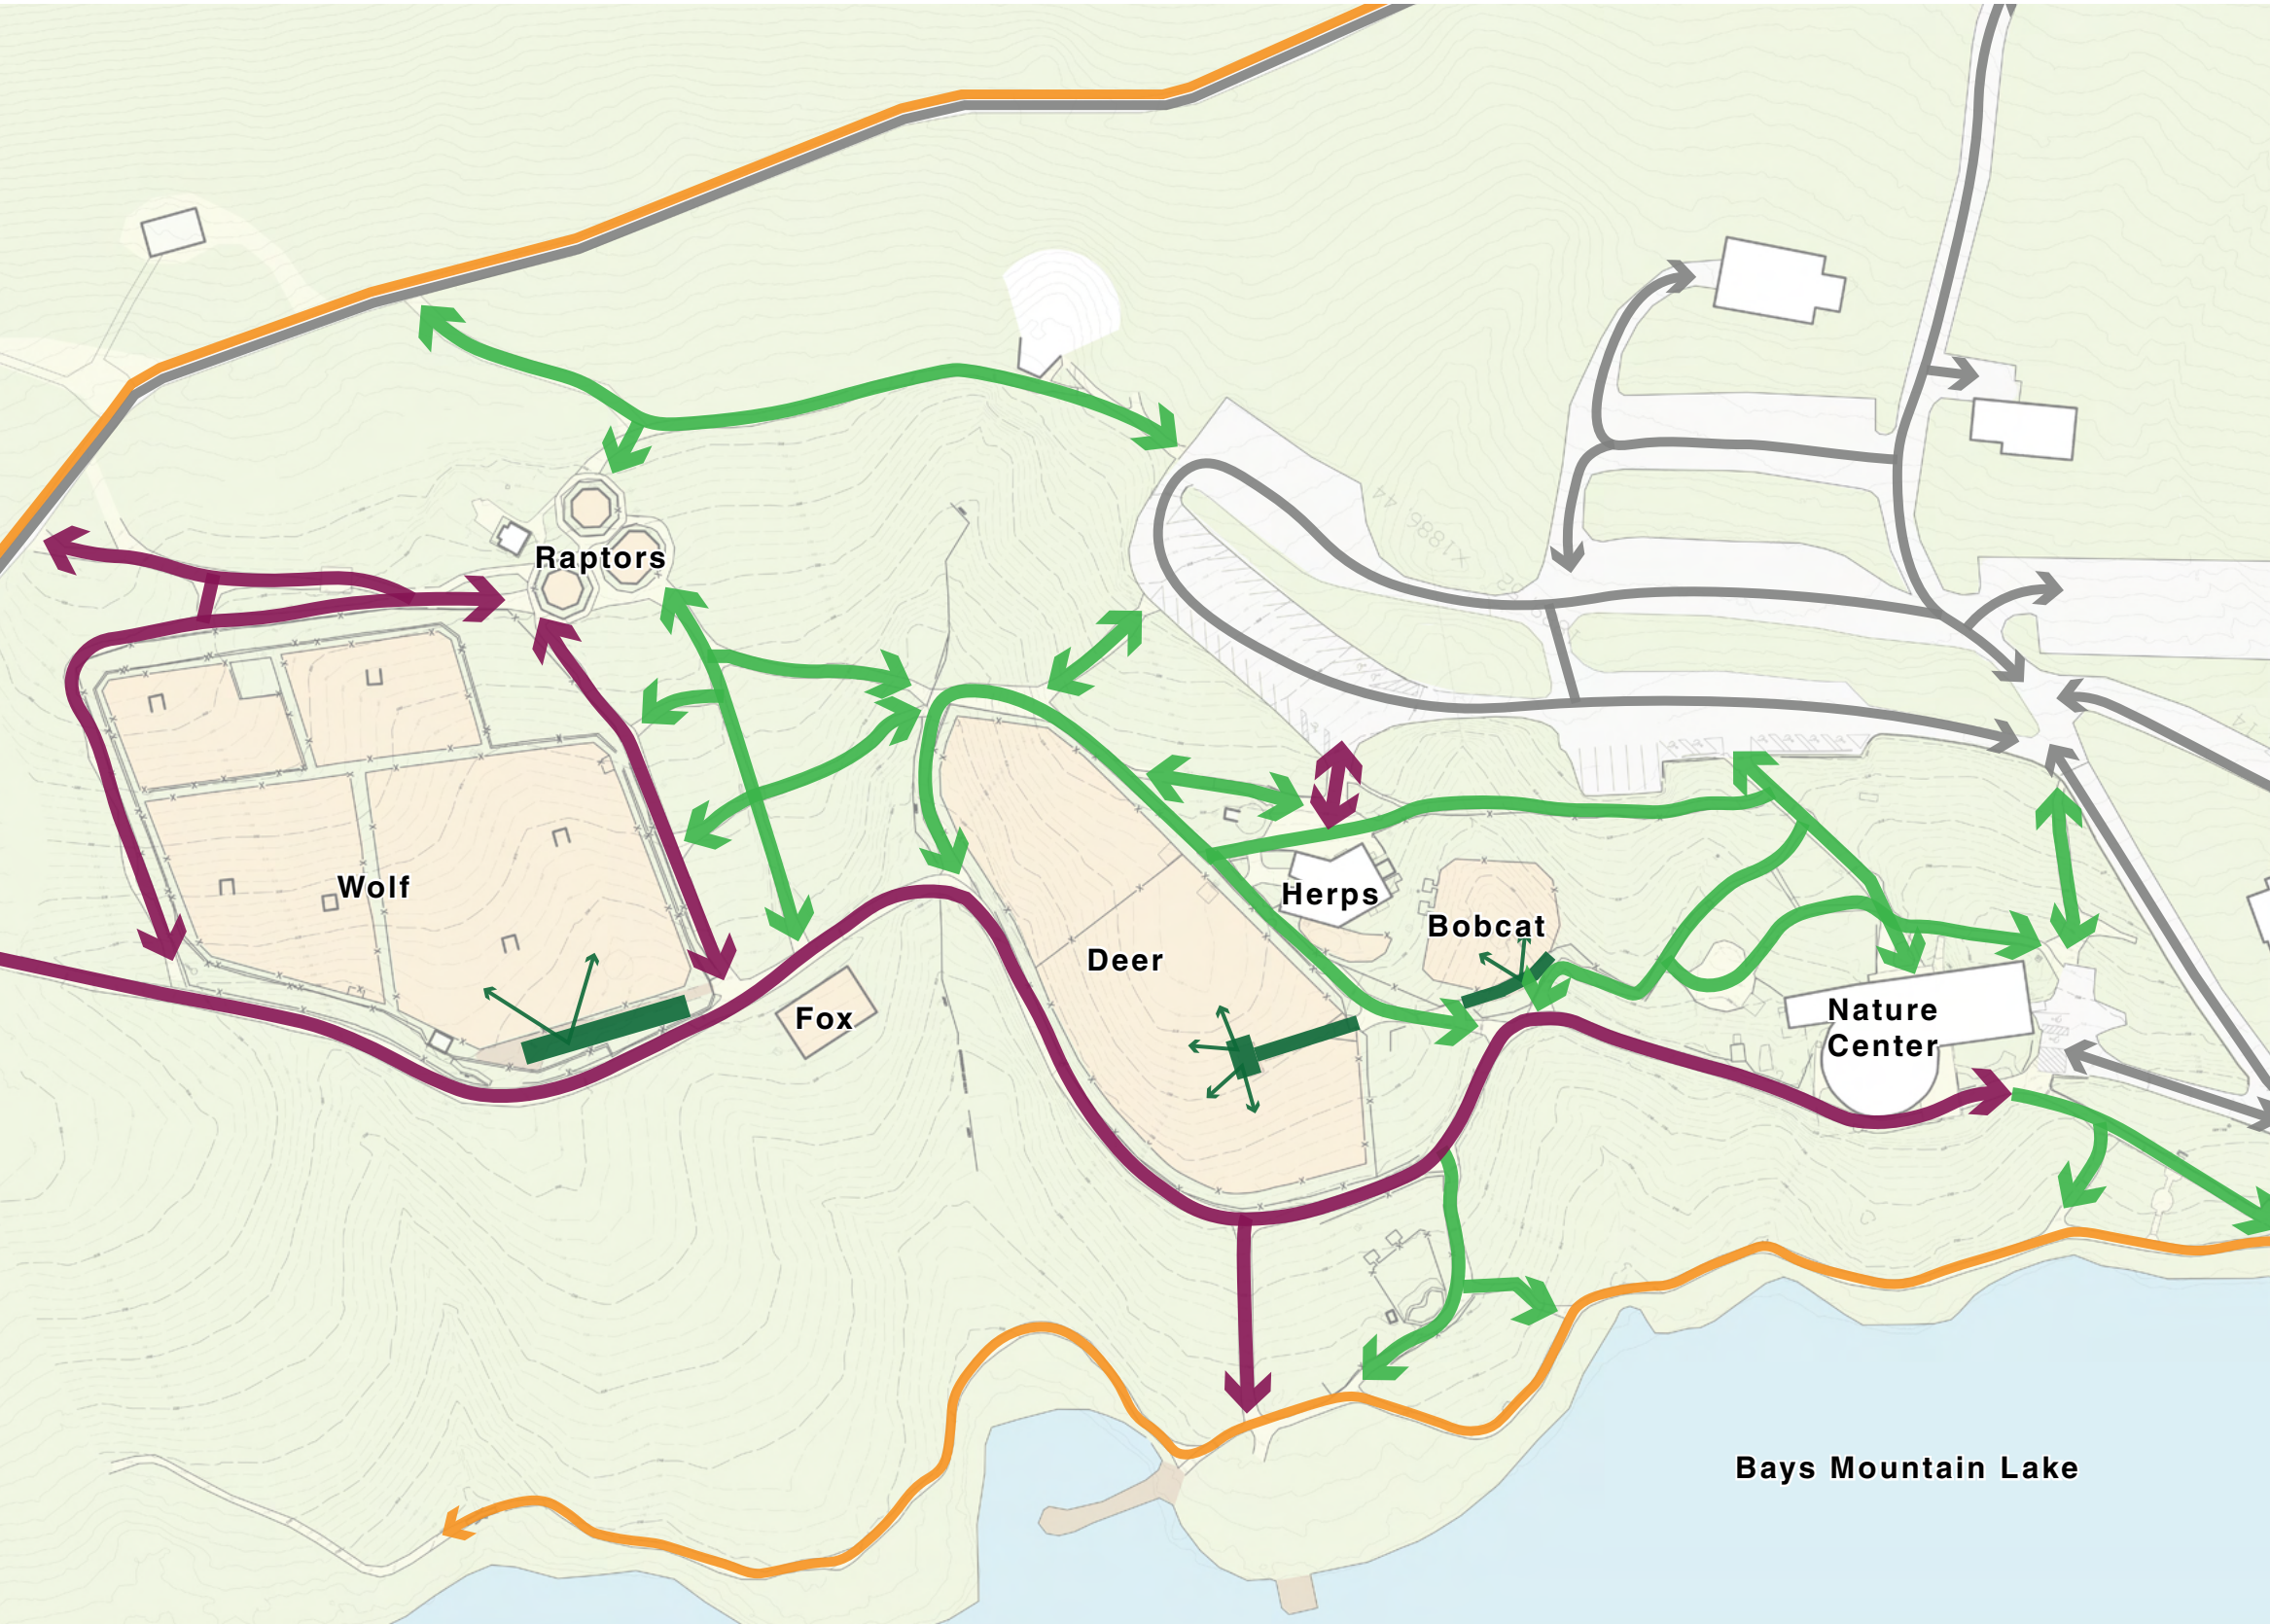 Raptors
Wolf
Herps
Bobcat
Deer
Fox
Nature
Center
Bays Mountain Lake